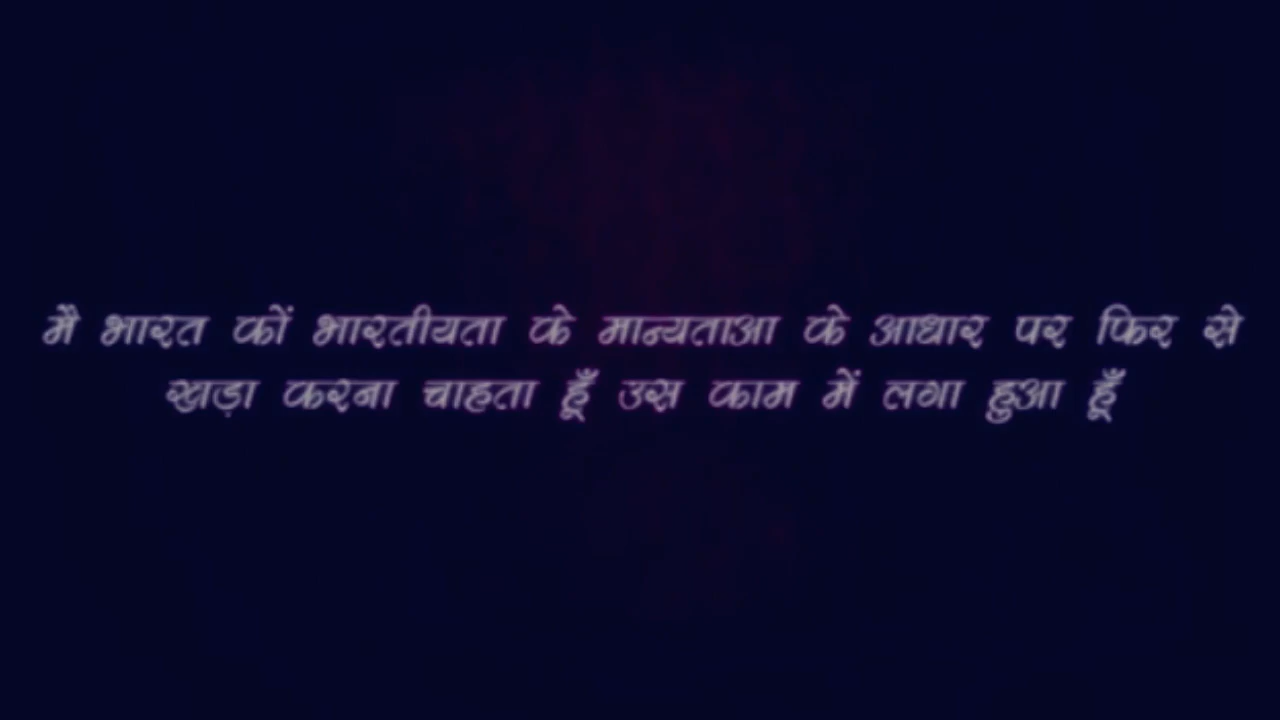 मै भारत कों भारतीयता के मान्यताआ के आधार पर फिर से
खड़ा करना चाहता हूँ उस काम में लगा हुआ हूँ